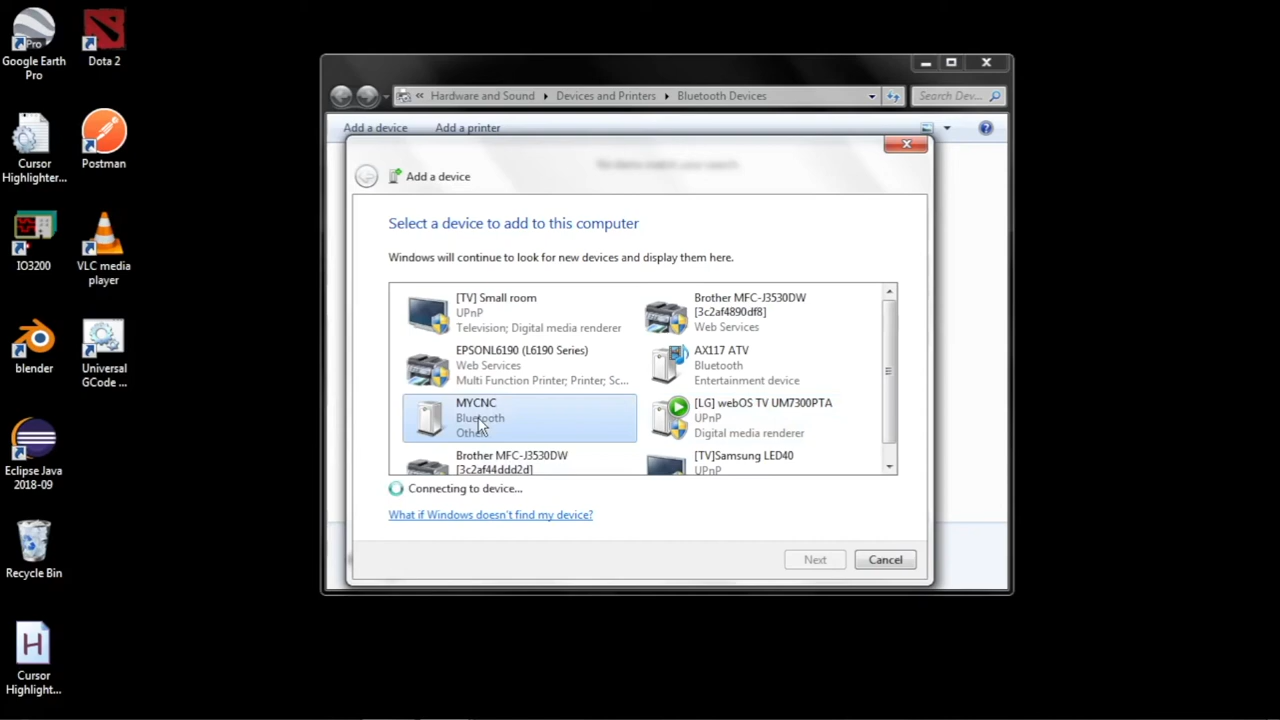 Pro
Google Earth
Pro
Dota 2
Cursor
Highlighter...
Postman
IO3200
VLC media
player
blender
Universal
GCode ...
Eclipse Java
2018-09
Recycle Bin
H
Cursor
Highlight...
« Hardware and Sound ▸ Devices and Printers ▸ Bluetooth Devices
Search Dev...
Add a device
Add a printer
No items match your search.
Add a device
Select a device to add to this computer
Windows will continue to look for new devices and display them here.
[TV] Small room
UPnP
Television; Digital media renderer
Brother MFC-J3530DW
[3c2af4890df8]
Web Services
EPSONL6190 (L6190 Series)
Web Services
Multi Function Printer; Printer; Sc...
AX117 ATV
Bluetooth
Entertainment device
MYCNC
Bluetooth
Other
[LG] webOS TV UM7300PTA
UPnP
Digital media renderer
Brother MFC-J3530DW
[3c2af44ddd2d]
[TV]Samsung LED40
UPnP
Connecting to device...
What if Windows doesn't find my device?
Next
Cancel